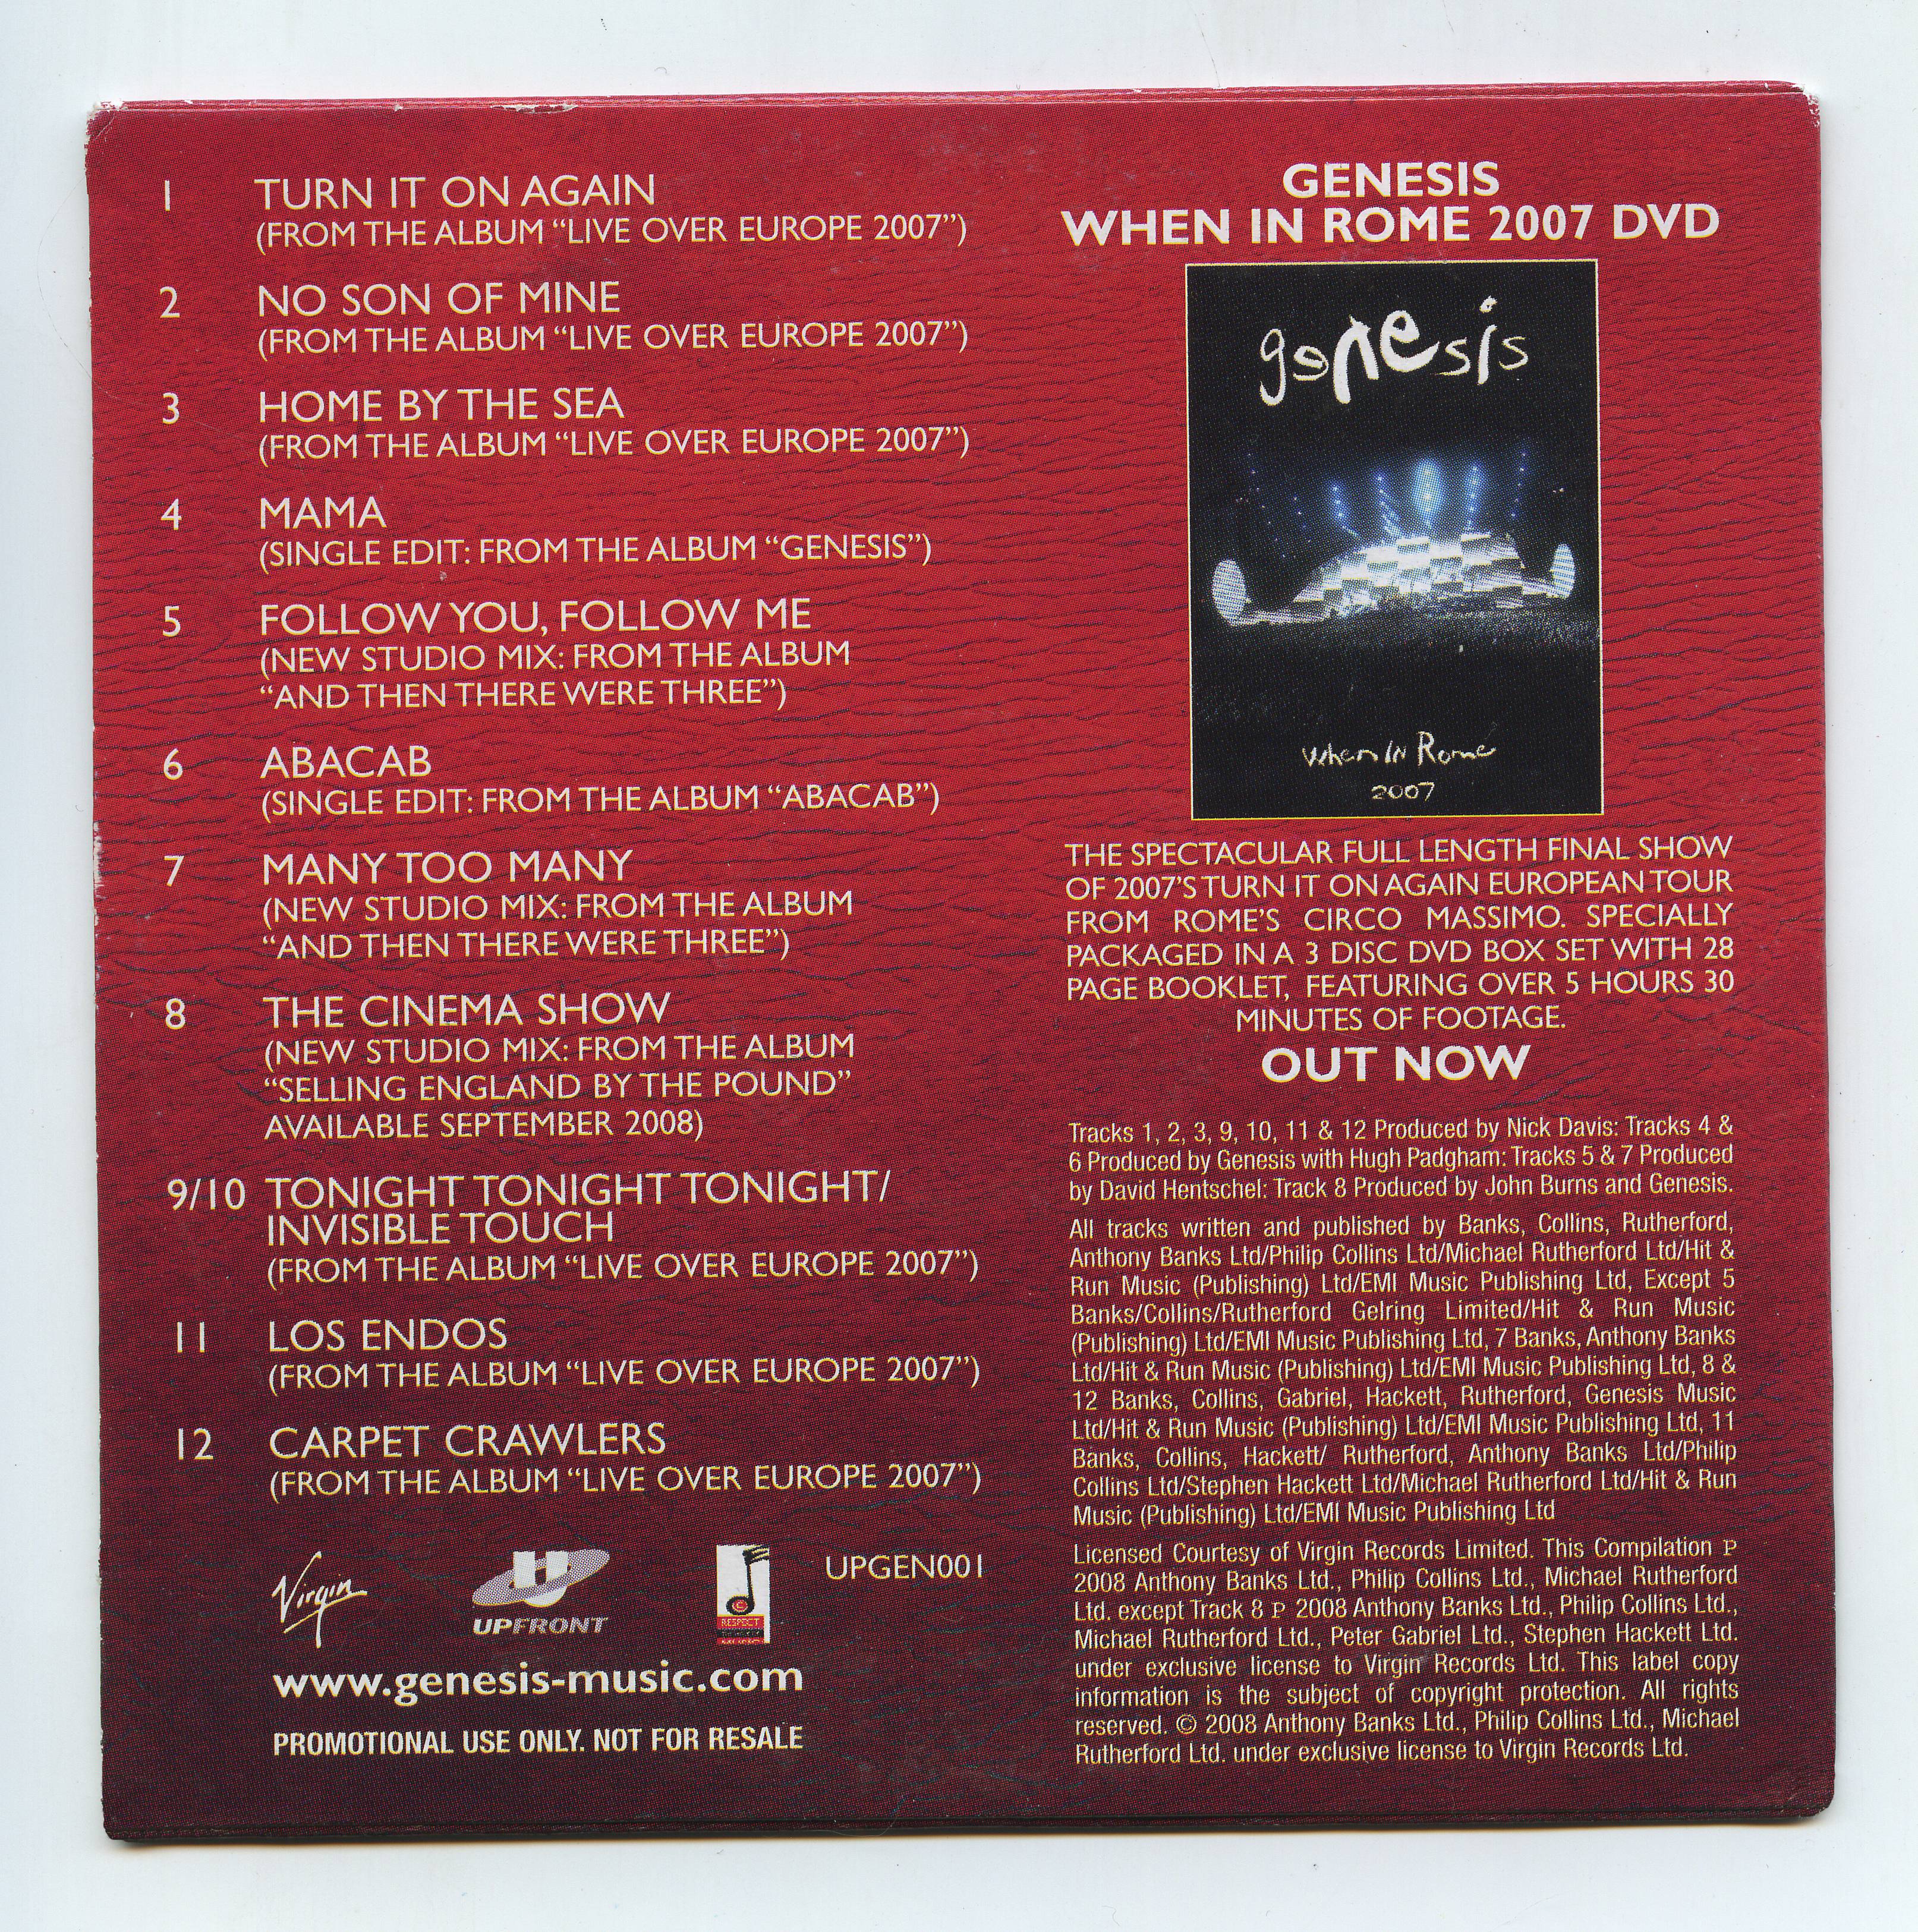 1 TURN IT ON AGAIN
(FROM THE ALBUM “LIVE OVER EUROPE 2007”)
2 NO SON OF MINE
(FROM THE ALBUM “LIVE OVER EUROPE 2007”)
3 HOME BY THE SEA
(FROM THE ALBUM “LIVE OVER EUROPE 2007”)
4 MAMA
(SINGLE EDIT: FROM THE ALBUM “GENESIS”)
5 FOLLOW YOU, FOLLOW ME
(NEW STUDIO MIX: FROM THE ALBUM
“AND THEN THERE WERE THREE”)
6 ABACAB
(SINGLE EDIT: FROM THE ALBUM “ABACAB”)
7 MANY TOO MANY
(NEW STUDIO MIX: FROM THE ALBUM
“AND THEN THERE WERE THREE”)
8 THE CINEMA SHOW
(NEW STUDIO MIX: FROM THE ALBUM
“SELLING ENGLAND BY THE POUND”
AVAILABLE SEPTEMBER 2008)
9/10 TONIGHT TONIGHT TONIGHT/
INVISIBLE TOUCH
(FROM THE ALBUM “LIVE OVER EUROPE 2007”)
11 LOS ENDOS
(FROM THE ALBUM “LIVE OVER EUROPE 2007”)
12 CARPET CRAWLERS
(FROM THE ALBUM “LIVE OVER EUROPE 2007”)
Virgin
UPFRONT
RESPECT
UPGEN001
www.genesis-music.com
PROMOTIONAL USE ONLY. NOT FOR RESALE
GENESIS
WHEN IN ROME 2007 DVD
genesis
When In Rome
2007
THE SPECTACULAR FULL LENGTH FINAL SHOW
OF 2007'S TURN IT ON AGAIN EUROPEAN TOUR
FROM ROME'S CIRCO MASSIMO. SPECIALLY
PACKAGED IN A 3 DISC DVD BOX SET WITH 28
PAGE BOOKLET, FEATURING OVER 5 HOURS 30
MINUTES OF FOOTAGE.
OUT NOW
Tracks 1, 2, 3, 9, 10, 11 & 12 Produced by Nick Davis: Tracks 4 &
6 Produced by Genesis with Hugh Padgham: Tracks 5 & 7 Produced
by David Hentschel: Track 8 Produced by John Burns and Genesis.
All tracks written and published by Banks, Collins, Rutherford,
Anthony Banks Ltd/Philip Collins Ltd/Michael Rutherford Ltd/Hit &
Run Music (Publishing) Ltd/EMI Music Publishing Ltd, Except 5
Banks/Collins/Rutherford Gelring Limited/Hit & Run Music
(Publishing) Ltd/EMI Music Publishing Ltd, 7 Banks, Anthony Banks
Ltd/Hit & Run Music (Publishing) Ltd/EMI Music Publishing Ltd, 8 &
12 Banks, Collins, Gabriel, Hackett, Rutherford, Genesis Music
Ltd/Hit & Run Music (Publishing) Ltd/EMI Music Publishing Ltd, 11
Banks, Collins, Hackett/ Rutherford, Anthony Banks Ltd/Philip
Collins Ltd/Stephen Hackett Ltd/Michael Rutherford Ltd/Hit & Run
Music (Publishing) Ltd/EMI Music Publishing Ltd
Licensed Courtesy of Virgin Records Limited. This Compilation P
2008 Anthony Banks Ltd., Philip Collins Ltd., Michael Rutherford
Ltd. except Track 8 P 2008 Anthony Banks Ltd., Philip Collins Ltd.,
Michael Rutherford Ltd., Peter Gabriel Ltd., Stephen Hackett Ltd.
under exclusive license to Virgin Records Ltd. This label copy
information is the subject of copyright protection. All rights
reserved. © 2008 Anthony Banks Ltd., Philip Collins Ltd., Michael
Rutherford Ltd. under exclusive license to Virgin Records Ltd.